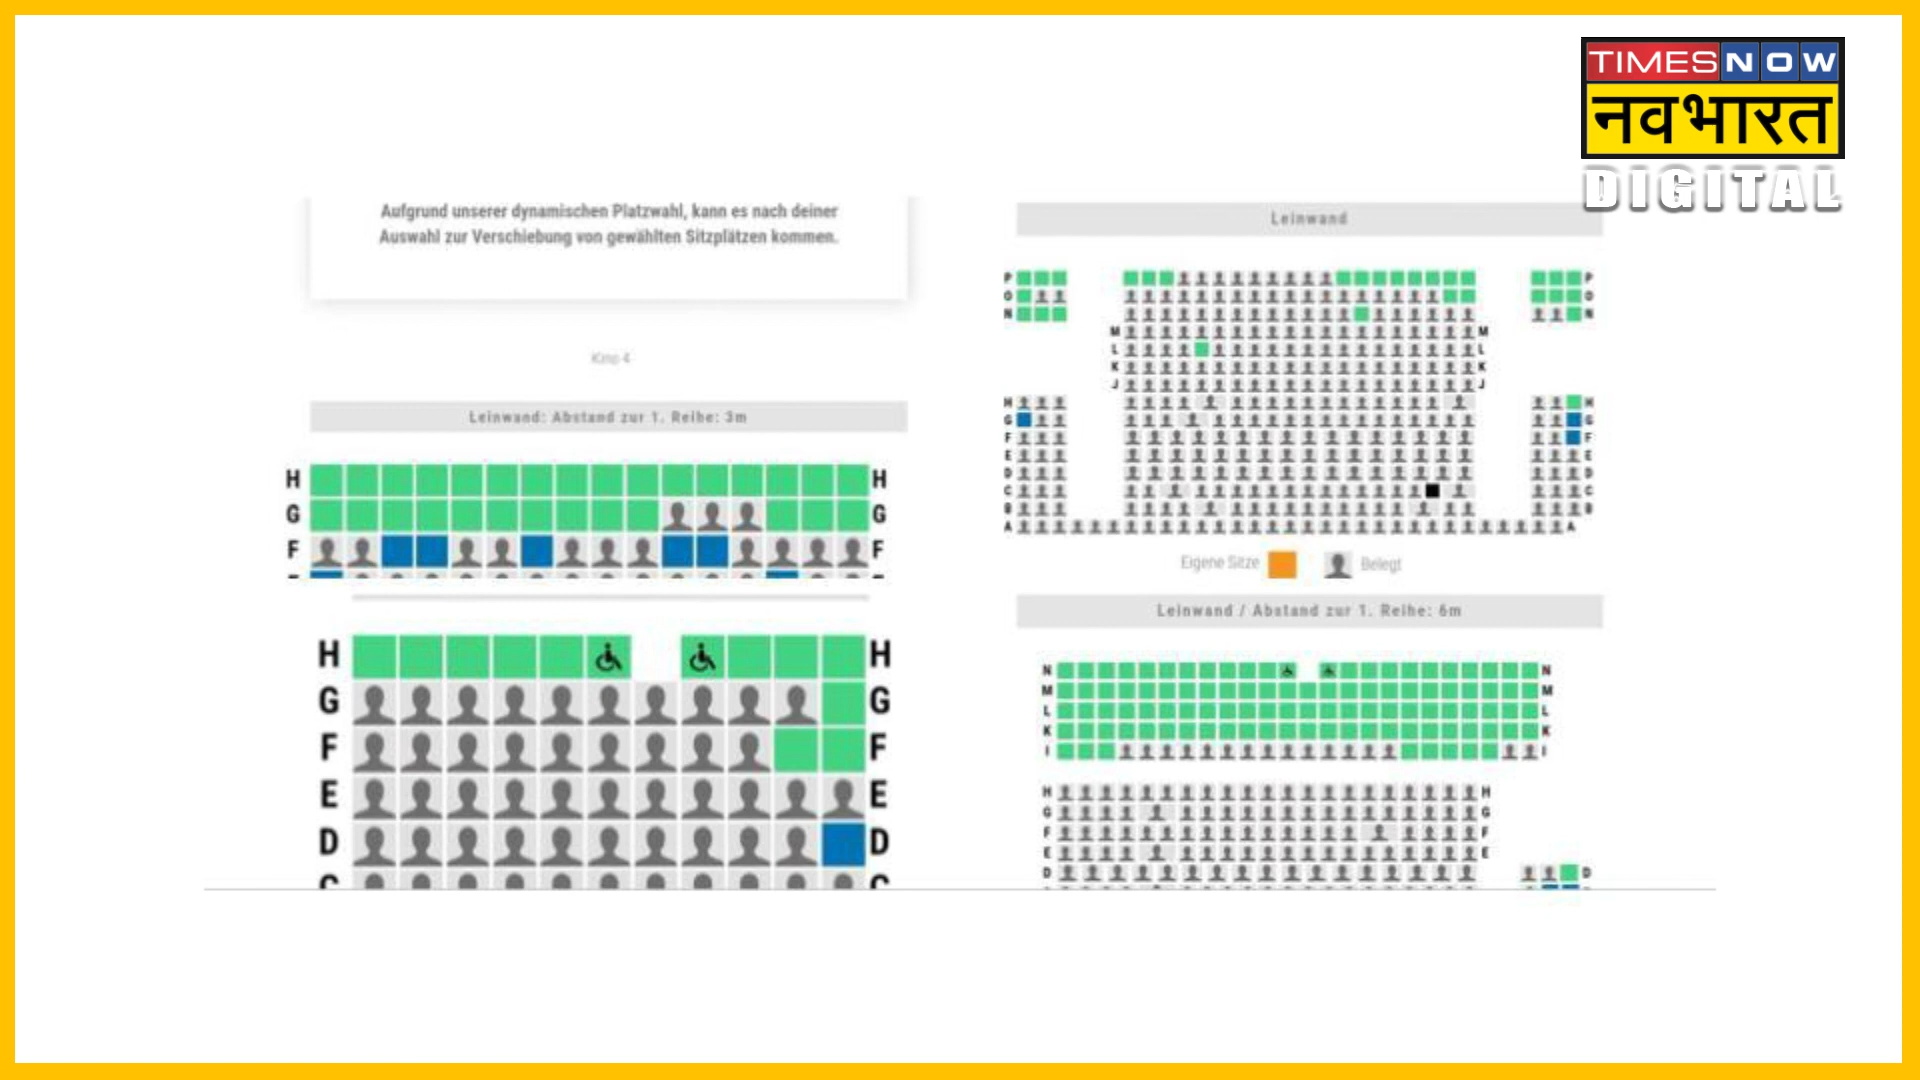 TIMES NOW
नवभारत
DIGITAL
Aufgrund unserer dynamischen Platzwahl, kann es nach deiner
Auswahl zur Verschiebung von gewählten Sitzplätzen kommen.
Kino 4
Leinwand: Abstand zur 1. Reihe: 3m
H H
G G
F F
H H
G G
F F
E E
D D
C C
Leinwand
P P
O O
N N
M M
L L
K K
J J
H H
G G
F F
E E
D D
C C
B B
A A
Eigene Sitze Belegt
Leinwand / Abstand zur 1. Reihe: 6m
N N
M M
L L
K K
I I
H H
G G
F F
E E
D D